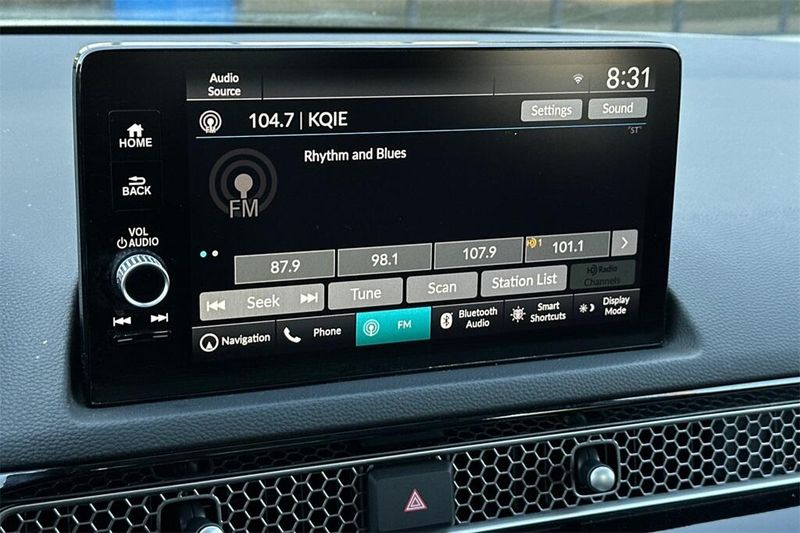 Audio
Source
8:31
FM
104.7 | KQIE
Settings
Sound
"ST"
HOME
Rhythm and Blues
BACK
FM
VOL
AUDIO
87.9
98.1
107.9
HD 1
101.1
Seek
Tune
Scan
Station List
HD Radio
Channels
Navigation
Phone
FM
Bluetooth
Audio
Smart
Shortcuts
Display
Mode